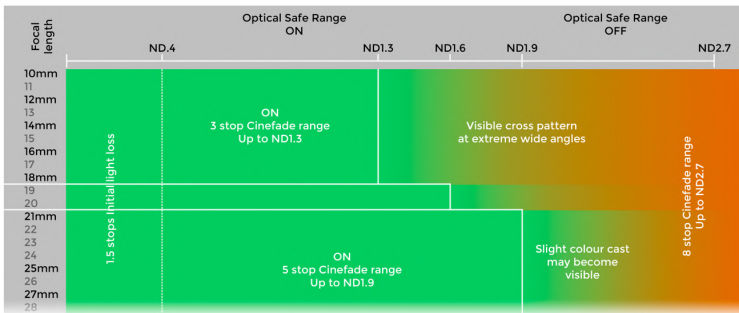 Focal
length
Optical Safe Range
ON
Optical Safe Range
OFF
ND.4
ND1.3
ND1.6
ND1.9
ND2.7
10mm
11
12mm
13
14mm
15
16mm
17
18mm
19
20
21mm
22
23
24
25mm
26
27mm
28
1.5 stops Initial light loss
ON
3 stop Cinefade range
Up to ND1.3
Visible cross pattern
at extreme wide angles
ON
5 stop Cinefade range
Up to ND1.9
Slight colour cast
may become
visible
8 stop Cinefade range
Up to ND2.7